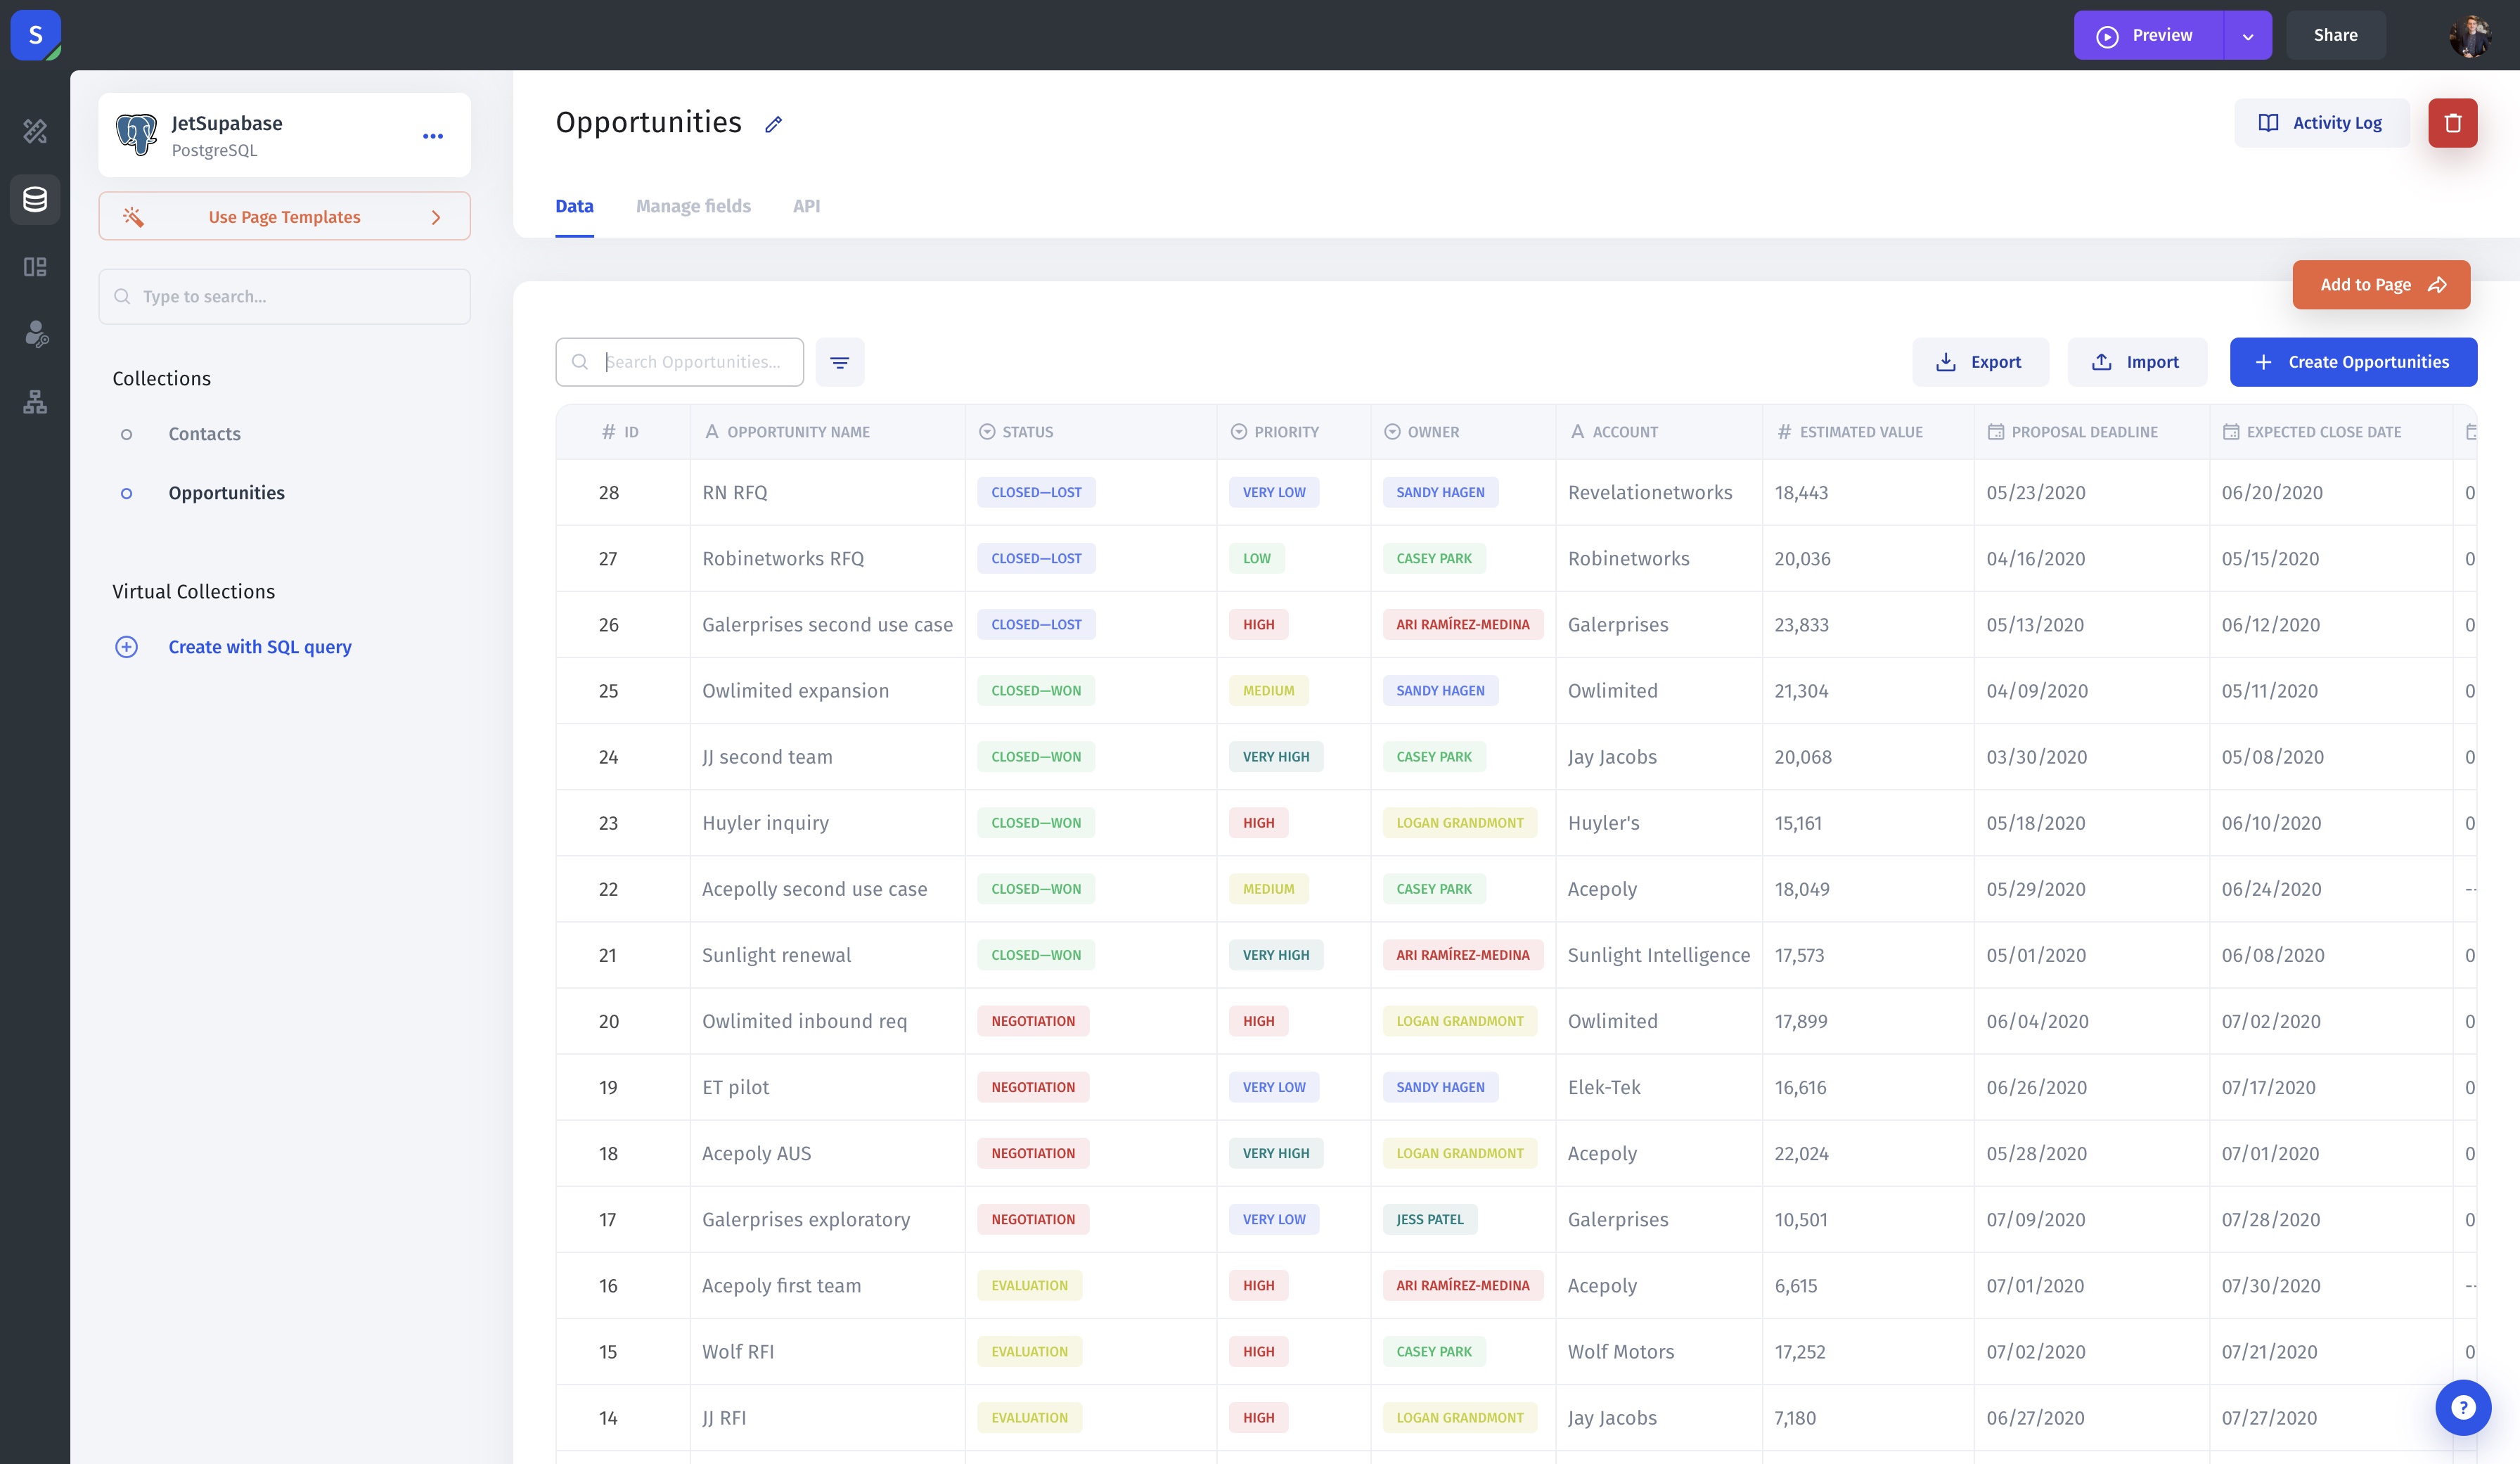 S
Preview
Share
JetSupabase
PostgreSQL
Use Page Templates
Type to search...
Collections
Contacts
Opportunities
Virtual Collections
Create with SQL query
Opportunities
Activity Log
Data Manage fields API
Add to Page
Search Opportunities...
Export
Import
Create Opportunities
# ID A OPPORTUNITY NAME STATUS PRIORITY OWNER A ACCOUNT # ESTIMATED VALUE PROPOSAL DEADLINE EXPECTED CLOSE DATE
28 RN RFQ CLOSED—LOST VERY LOW SANDY HAGEN Revelationetworks 18,443 05/23/2020 06/20/2020 0
27 Robinetworks RFQ CLOSED—LOST LOW CASEY PARK Robinetworks 20,036 04/16/2020 05/15/2020 0
26 Galerprises second use case CLOSED—LOST HIGH ARI RAMÍREZ-MEDINA Galerprises 23,833 05/13/2020 06/12/2020 0
25 Owlimited expansion CLOSED—WON MEDIUM SANDY HAGEN Owlimited 21,304 04/09/2020 05/11/2020 0
24 JJ second team CLOSED—WON VERY HIGH CASEY PARK Jay Jacobs 20,068 03/30/2020 05/08/2020 0
23 Huyler inquiry CLOSED—WON HIGH LOGAN GRANDMONT Huyler's 15,161 05/18/2020 06/10/2020 0
22 Acepolly second use case CLOSED—WON MEDIUM CASEY PARK Acepoly 18,049 05/29/2020 06/24/2020 --
21 Sunlight renewal CLOSED—WON VERY HIGH ARI RAMÍREZ-MEDINA Sunlight Intelligence 17,573 05/01/2020 06/08/2020 0
20 Owlimited inbound req NEGOTIATION HIGH LOGAN GRANDMONT Owlimited 17,899 06/04/2020 07/02/2020 0
19 ET pilot NEGOTIATION VERY LOW SANDY HAGEN Elek-Tek 16,616 06/26/2020 07/17/2020 0
18 Acepoly AUS NEGOTIATION VERY HIGH LOGAN GRANDMONT Acepoly 22,024 05/28/2020 07/01/2020 0
17 Galerprises exploratory NEGOTIATION VERY LOW JESS PATEL Galerprises 10,501 07/09/2020 07/28/2020 0
16 Acepoly first team EVALUATION HIGH ARI RAMÍREZ-MEDINA Acepoly 6,615 07/01/2020 07/30/2020 --
15 Wolf RFI EVALUATION HIGH CASEY PARK Wolf Motors 17,252 07/02/2020 07/21/2020 0
14 JJ RFI EVALUATION HIGH LOGAN GRANDMONT Jay Jacobs 7,180 06/27/2020 07/27/2020
?